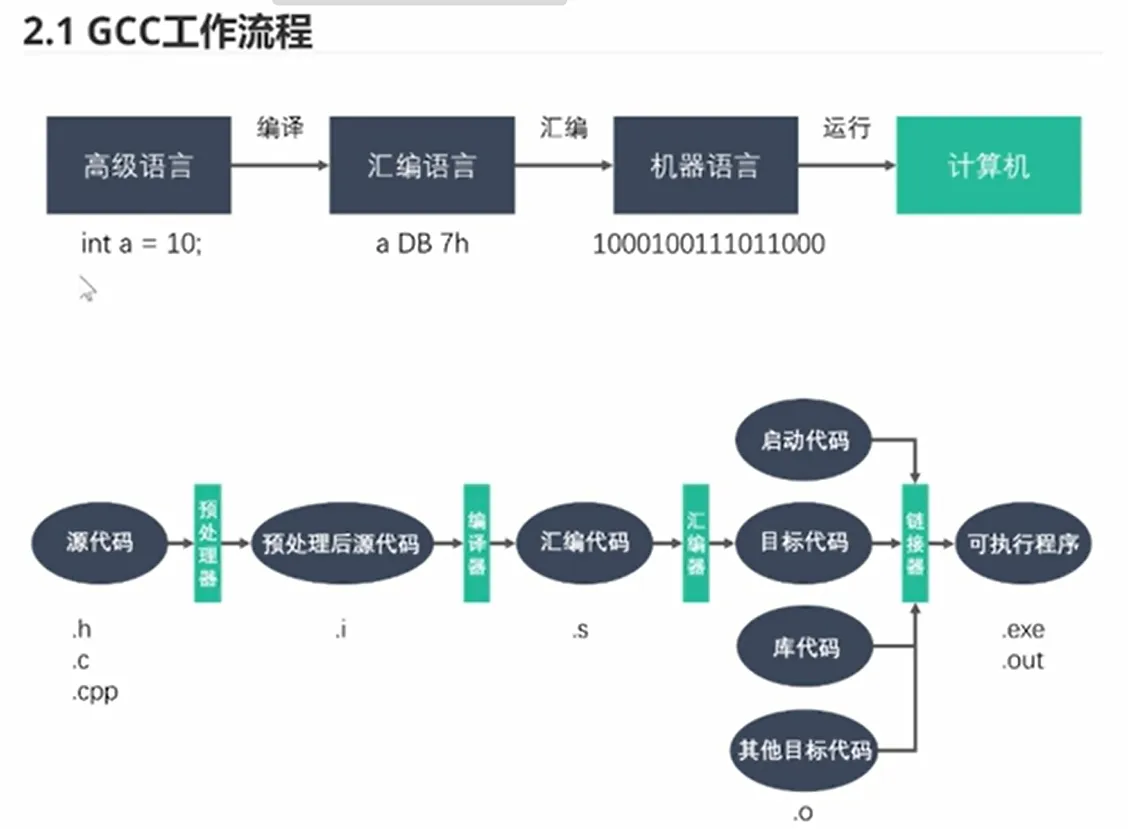 2.1 GCC工作流程
编译
汇编
运行
高级语言
汇编语言
机器语言
计算机
int a = 10;
a DB 7h
1000100111011000
启动代码
源代码
预处理器
预处理后源代码
编译器
汇编代码
汇编器
目标代码
链接器
可执行程序
.h
.c
.cpp
.i
.s
库代码
.exe
.out
其他目标代码
.o